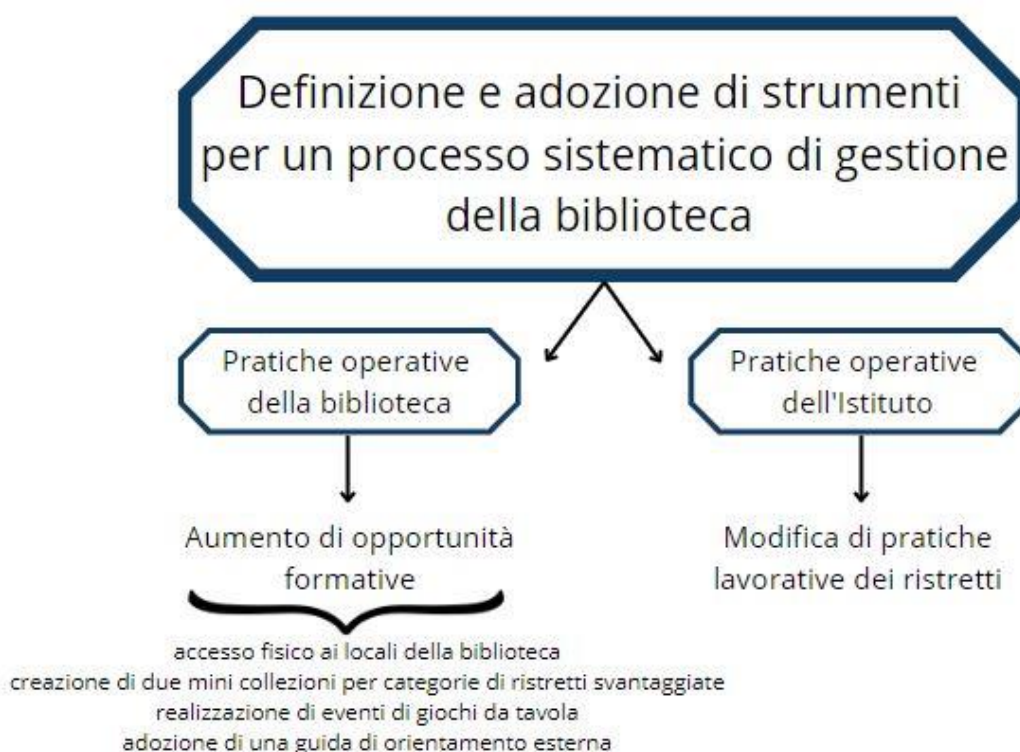 Definizione e adozione di strumenti
per un processo sistematico di gestione
della biblioteca
Pratiche operative
della biblioteca
Pratiche operative
dell'Istituto
Aumento di opportunità
formative
Modifica di pratiche
lavorative dei ristretti
accesso fisico ai locali della biblioteca
creazione di due mini collezioni per categorie di ristretti svantaggiate
realizzazione di eventi di giochi da tavola
adozione di una guida di orientamento esterna